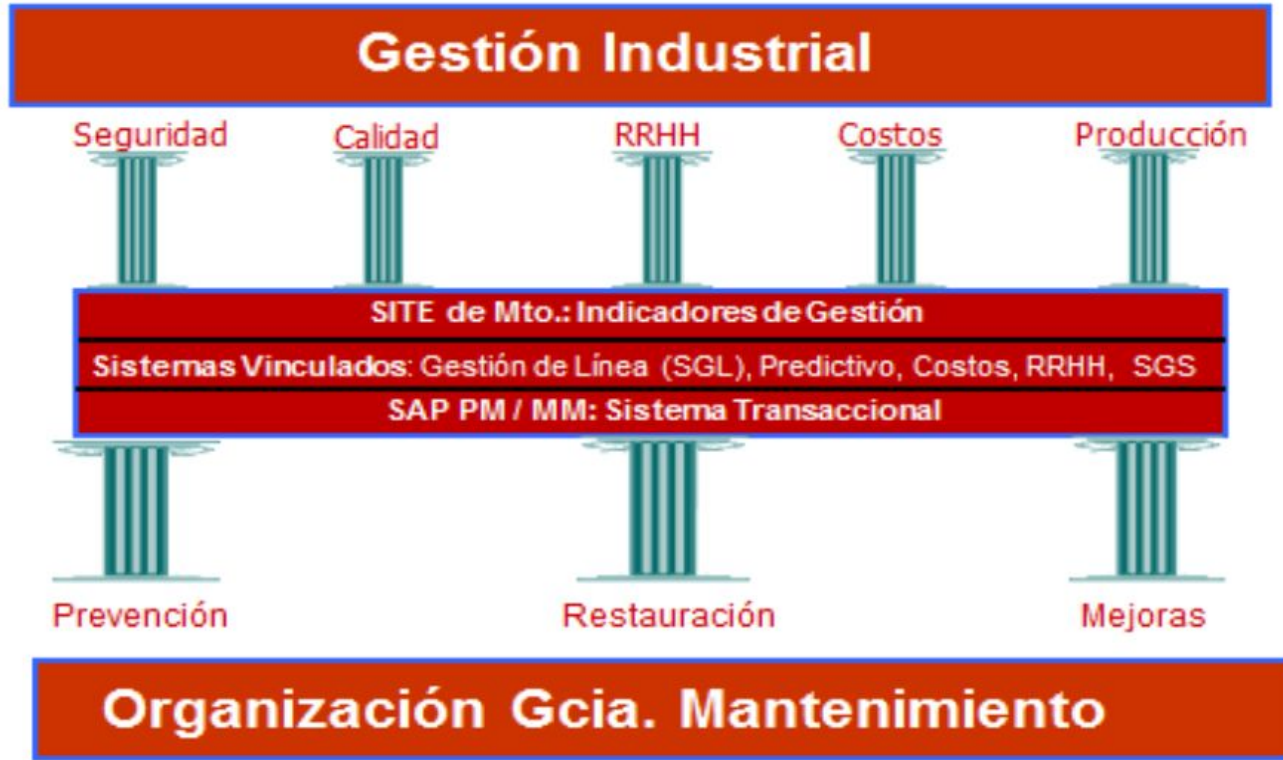 Gestión Industrial
Seguridad Calidad RRHH Costos Producción
SITE de Mto.: Indicadores de Gestión
Sistemas Vinculados: Gestión de Línea (SGL), Predictivo, Costos, RRHH, SGS
SAP PM / MM: Sistema Transaccional
Prevención Restauración Mejoras
Organización Gcia. Mantenimiento